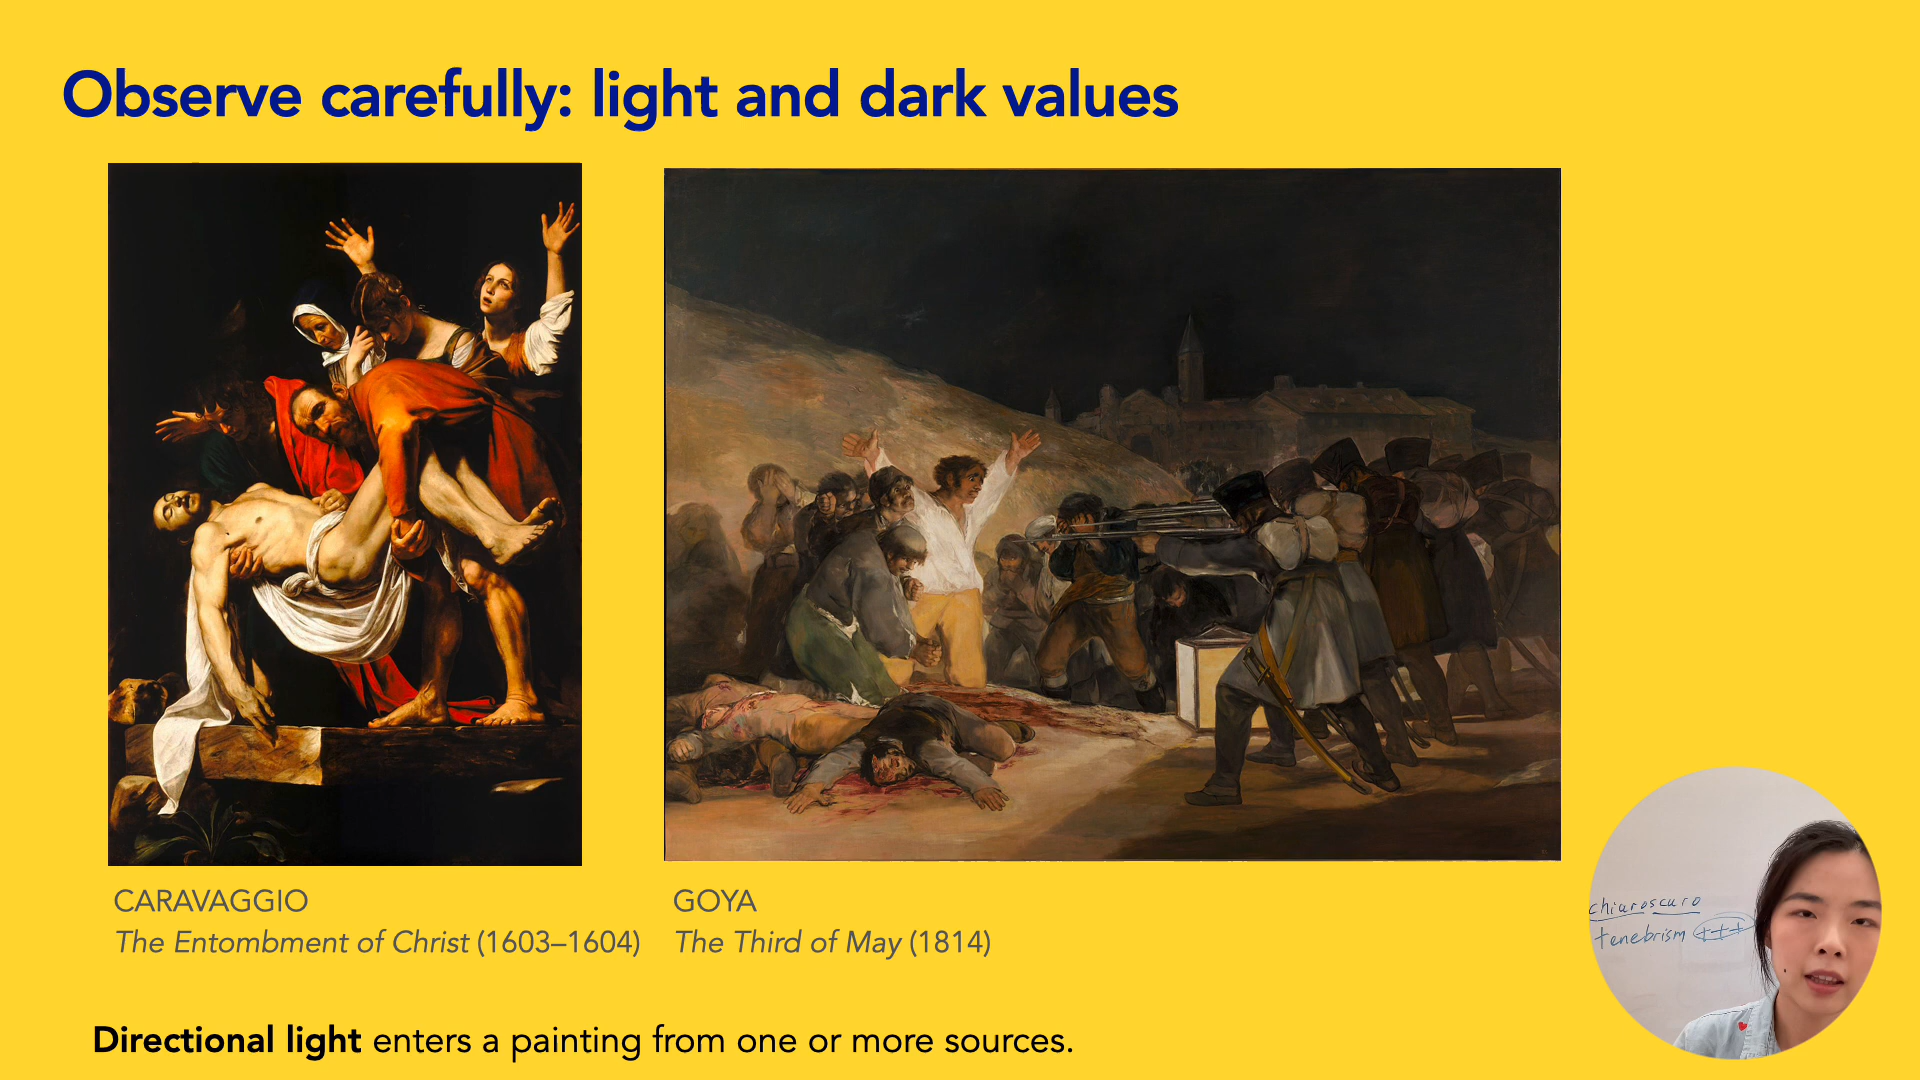 Observe carefully: light and dark values
CARAVAGGIO
The Entombment of Christ (1603–1604)
GOYA
The Third of May (1814)
Directional light enters a painting from one or more sources.
chiaroscuro
tenebrism +++